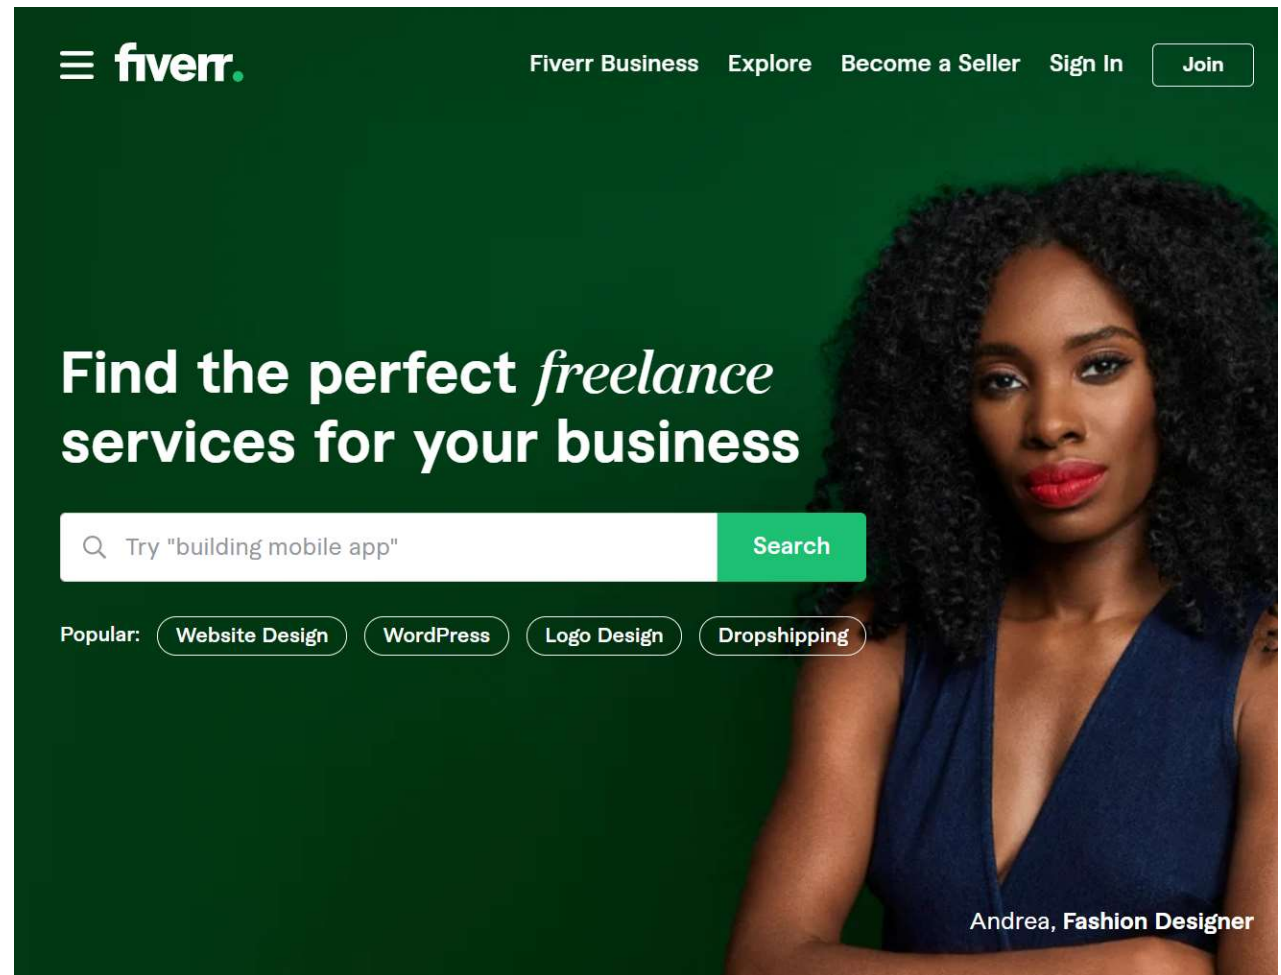 fiverr.
Fiverr Business Explore Become a Seller Sign In Join
Find the perfect freelance
services for your business
Try "building mobile app" Search
Popular: Website Design WordPress Logo Design Dropshipping
Andrea, Fashion Designer